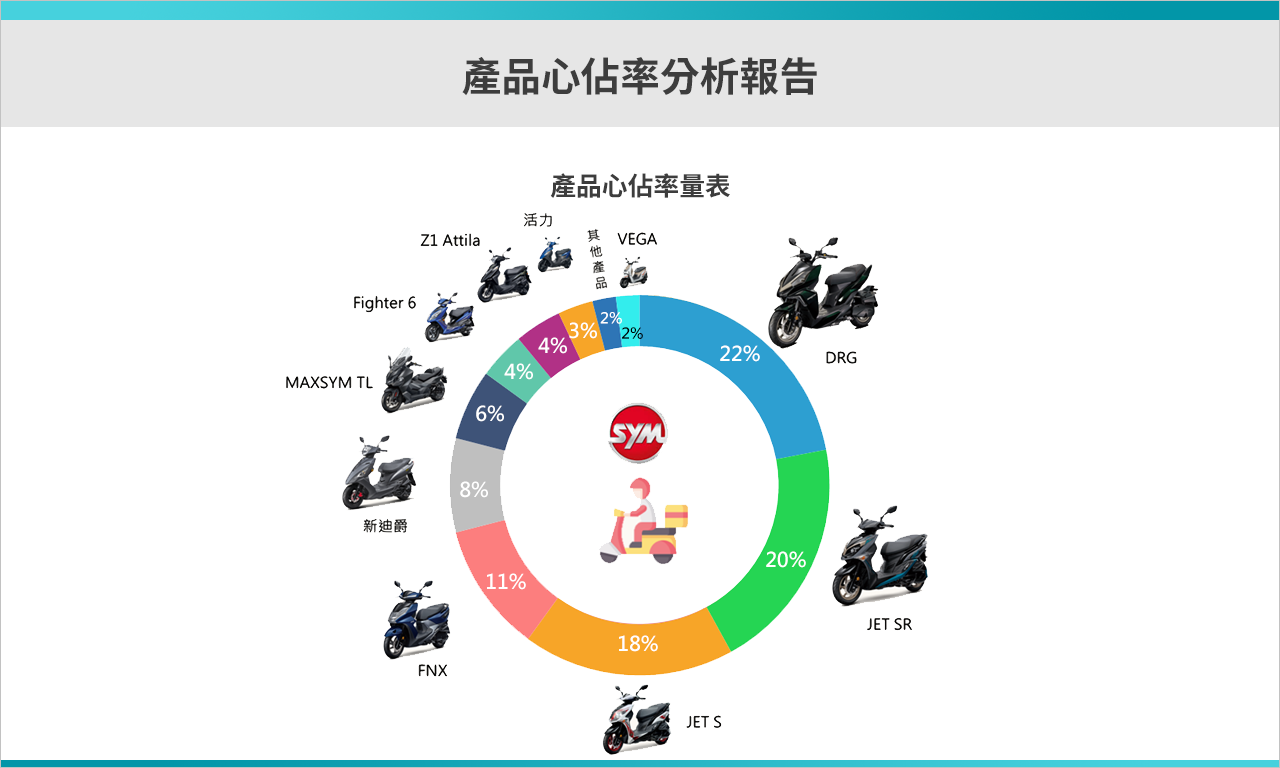 產品心佔率分析報告
產品心佔率量表
活力
Z1 Attila
其他產品
VEGA
Fighter 6
MAXSYM TL
DRG
新迪爵
JET SR
FNX
JET S
22%
20%
18%
11%
8%
6%
4%
4%
3%
2%
2%
SYM